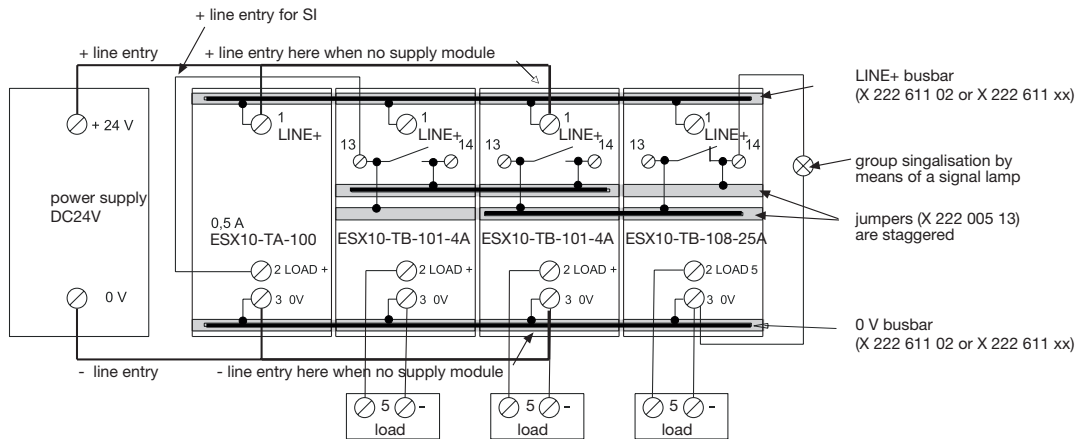 + line entry for SI
+ line entry
+ line entry here when no supply module
LINE+ busbar
(X 222 611 02 or X 222 611 xx)
+ 24 V
1
LINE+
1
LINE+
1
LINE+
1
LINE+
13
14
13
14
13
14
group singalisation by
means of a signal lamp
power supply
DC24V
jumpers (X 222 005 13)
are staggered
0,5 A
ESX10-TA-100
ESX10-TB-101-4A
ESX10-TB-101-4A
ESX10-TB-108-25A
2 LOAD +
2 LOAD +
2 LOAD +
2 LOAD 5
0 V
3 0V
3 0V
3 0V
3 0V
0 V busbar
(X 222 611 02 or X 222 611 xx)
- line entry
- line entry here when no supply module
5 -
load
5 -
load
5 -
load